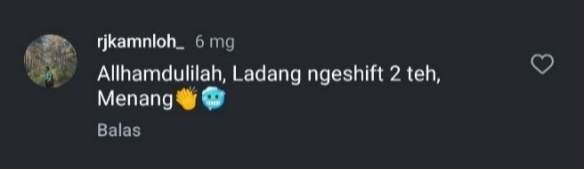 rjkamnloh_ 6 mg
Allhamdulilah, Ladang ngeshift 2 teh,
Menang👏🥶
Balas